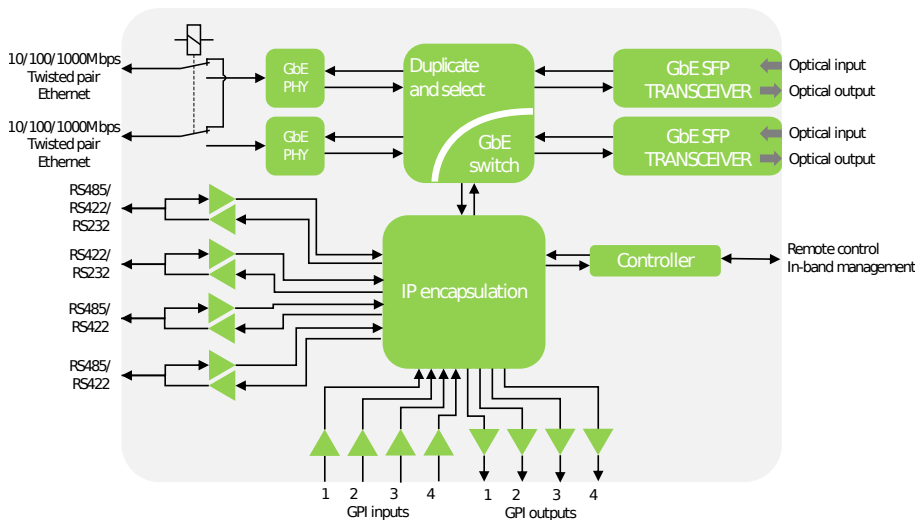 10/100/1000Mbps
Twisted pair
Ethernet
GbE
PHY
Duplicate
and select
GbE SFP
TRANSCEIVER
Optical input
Optical output
10/100/1000Mbps
Twisted pair
Ethernet
GbE
PHY
GbE
switch
GbE SFP
TRANSCEIVER
Optical input
Optical output
RS485/
RS422/
RS232
RS422/
RS232
RS485/
RS422
RS485/
RS422
IP encapsulation
Controller
Remote control
In-band management
1 2 3 4 1 2 3 4
GPI inputs GPI outputs